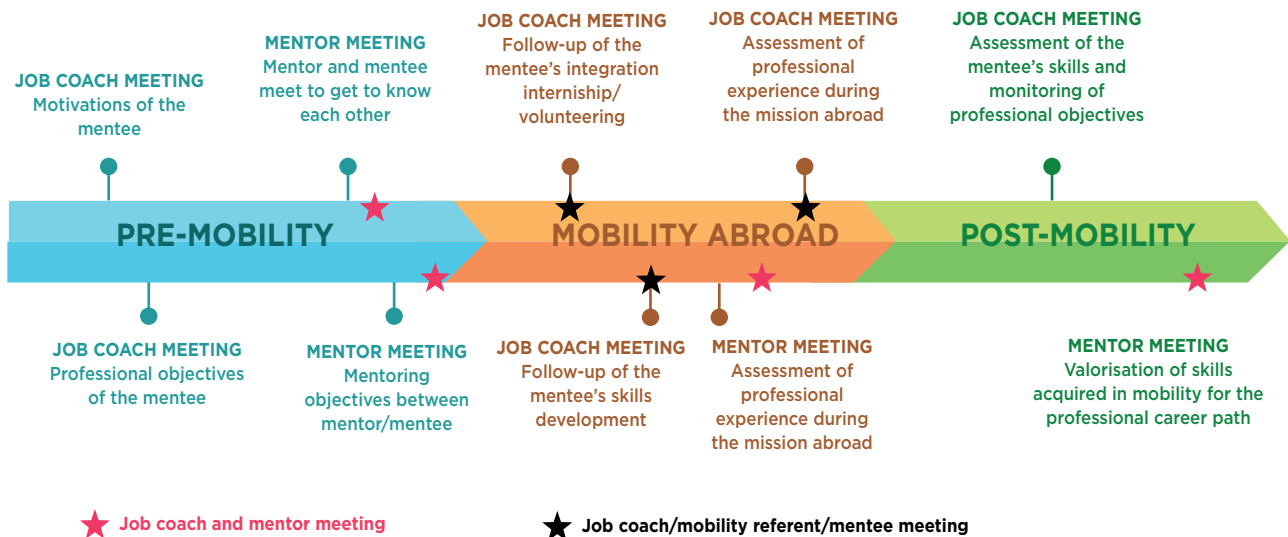 JOB COACH MEETING
Motivations of the
mentee
MENTOR MEETING
Mentor and mentee
meet to get to know
each other
JOB COACH MEETING
Follow-up of the
mentee’s integration
interniship/
volunteering
JOB COACH MEETING
Assessment of
professional
experience during
the mission abroad
JOB COACH MEETING
Assessment of the
mentee’s skills and
monitoring of
professional objectives
PRE-MOBILITY
MOBILITY ABROAD
POST-MOBILITY
JOB COACH MEETING
Professional objectives
of the mentee
MENTOR MEETING
Mentoring
objectives between
mentor/mentee
JOB COACH MEETING
Follow-up of the
mentee’s skills
development
MENTOR MEETING
Assessment of
professional
experience during
the mission abroad
MENTOR MEETING
Valorisation of skills
acquired in mobility for the
professional career path
Job coach and mentor meeting
Job coach/mobility referent/mentee meeting